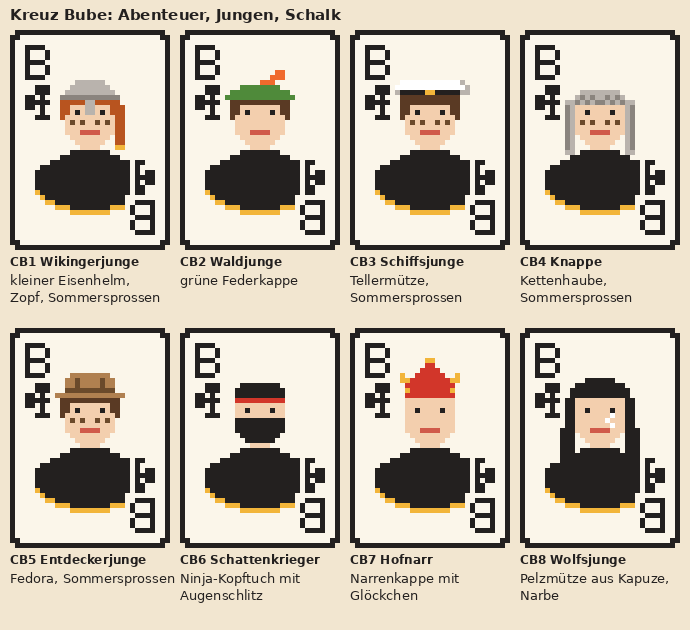 Kreuz Bube: Abenteuer, Jungen, Schalk
B
B
B
B
B
B
B
B
CB1 Wikingerjunge
kleiner Eisenhelm,
Zopf, Sommersprossen
CB2 Waldjunge
grüne Federkappe
CB3 Schiffsjunge
Tellermütze,
Sommersprossen
CB4 Knappe
Kettenhaube,
Sommersprossen
B
B
B
B
B
B
B
B
CB5 Entdeckerjunge
Fedora, Sommersprossen
CB6 Schattenkrieger
Ninja-Kopftuch mit
Augenschlitz
CB7 Hofnarr
Narrenkappe mit
Glöckchen
CB8 Wolfsjunge
Pelzmütze aus Kapuze,
Narbe